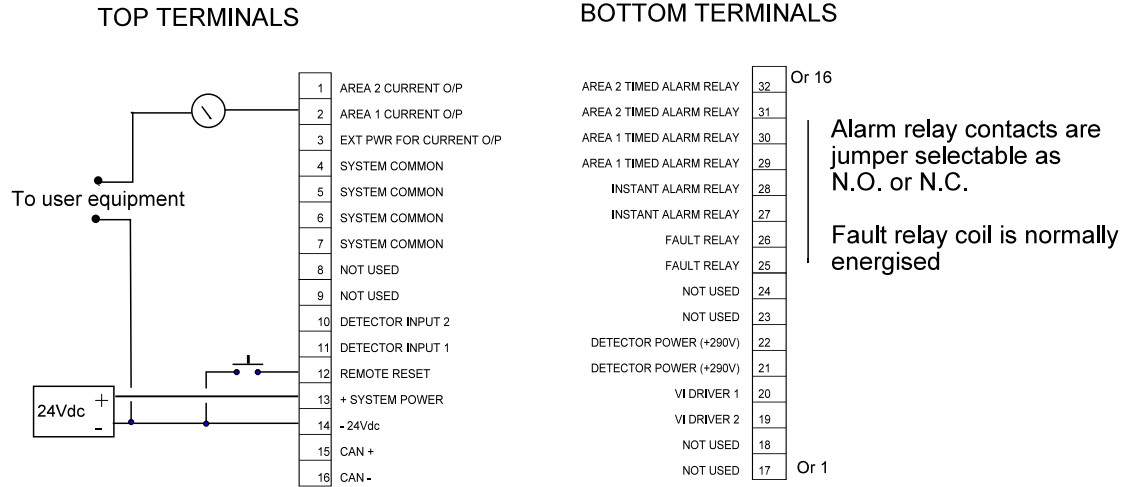 TOP TERMINALS
BOTTOM TERMINALS
1 AREA 2 CURRENT O/P
2 AREA 1 CURRENT O/P
3 EXT PWR FOR CURRENT O/P
4 SYSTEM COMMON
5 SYSTEM COMMON
6 SYSTEM COMMON
7 SYSTEM COMMON
8 NOT USED
9 NOT USED
10 DETECTOR INPUT 2
11 DETECTOR INPUT 1
12 REMOTE RESET
13 + SYSTEM POWER
14 - 24Vdc
15 CAN +
16 CAN -
To user equipment
24Vdc + -
AREA 2 TIMED ALARM RELAY 32 Or 16
AREA 2 TIMED ALARM RELAY 31
AREA 1 TIMED ALARM RELAY 30
AREA 1 TIMED ALARM RELAY 29
INSTANT ALARM RELAY 28
INSTANT ALARM RELAY 27
FAULT RELAY 26
FAULT RELAY 25
NOT USED 24
NOT USED 23
DETECTOR POWER (+290V) 22
DETECTOR POWER (+290V) 21
VI DRIVER 1 20
VI DRIVER 2 19
NOT USED 18
NOT USED 17 Or 1
Alarm relay contacts are
jumper selectable as
N.O. or N.C.
Fault relay coil is normally
energised